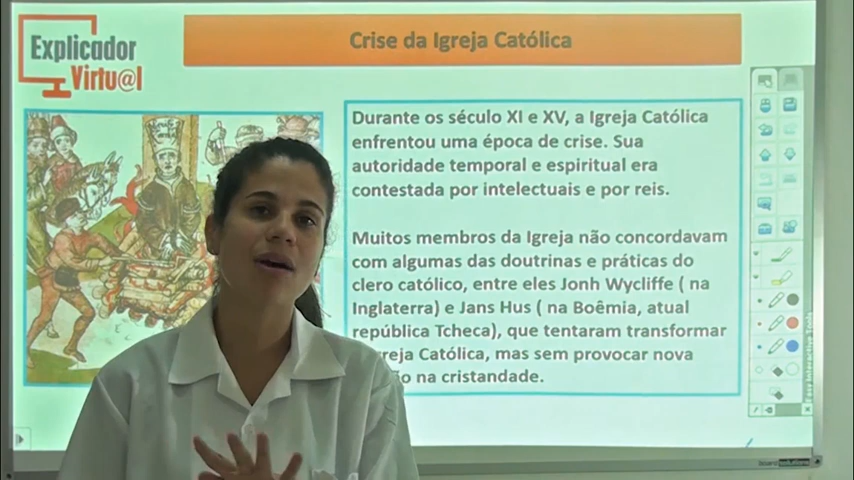 Explicador
Virtu@l
Crise da Igreja Católica
Durante os século XI e XV, a Igreja Católica
enfrentou uma época de crise. Sua
autoridade temporal e espiritual era
contestada por intelectuais e por reis.
Muitos membros da Igreja não concordavam
com algumas das doutrinas e práticas do
clero católico, entre eles Jonh Wycliffe ( na
Inglaterra) e Jans Hus ( na Boêmia, atual
república Tcheca), que tentaram transformar
reja Católica, mas sem provocar nova
o na cristandade.
board solutions